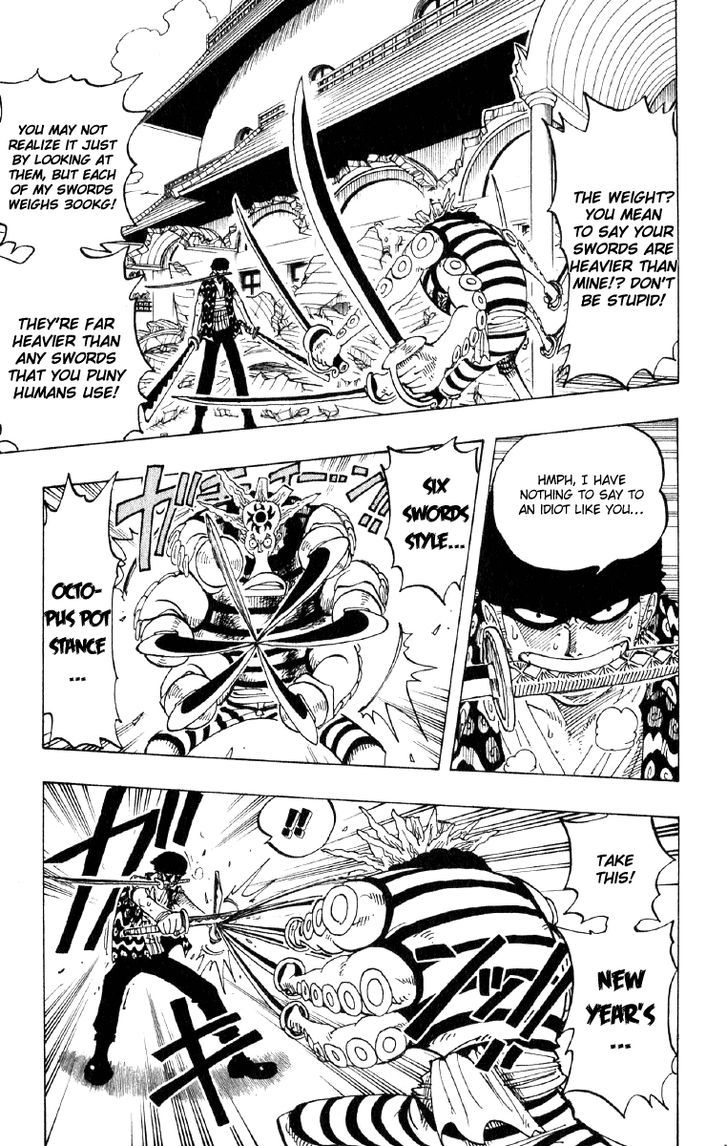 THE WEIGHT?
YOU MEAN
TO SAY YOUR
SWORDS ARE
HEAVIER THAN
MINE!? DON'T
BE STUPID!
YOU MAY NOT
REALIZE IT JUST
BY LOOKING AT
THEM, BUT EACH
OF MY SWORDS
WEIGHS 300KG!
THEY'RE FAR
HEAVIER THAN
ANY SWORDS
THAT YOU PUNY
HUMANS USE!
HMPH, I HAVE
NOTHING TO SAY
TO AN IDIOT LIKE YOU...
SIX
SWORDS
STYLE...
OCTO-
PUS POT
STANCE
...
TAKE
THIS!
NEW
YEAR'S
...
!!